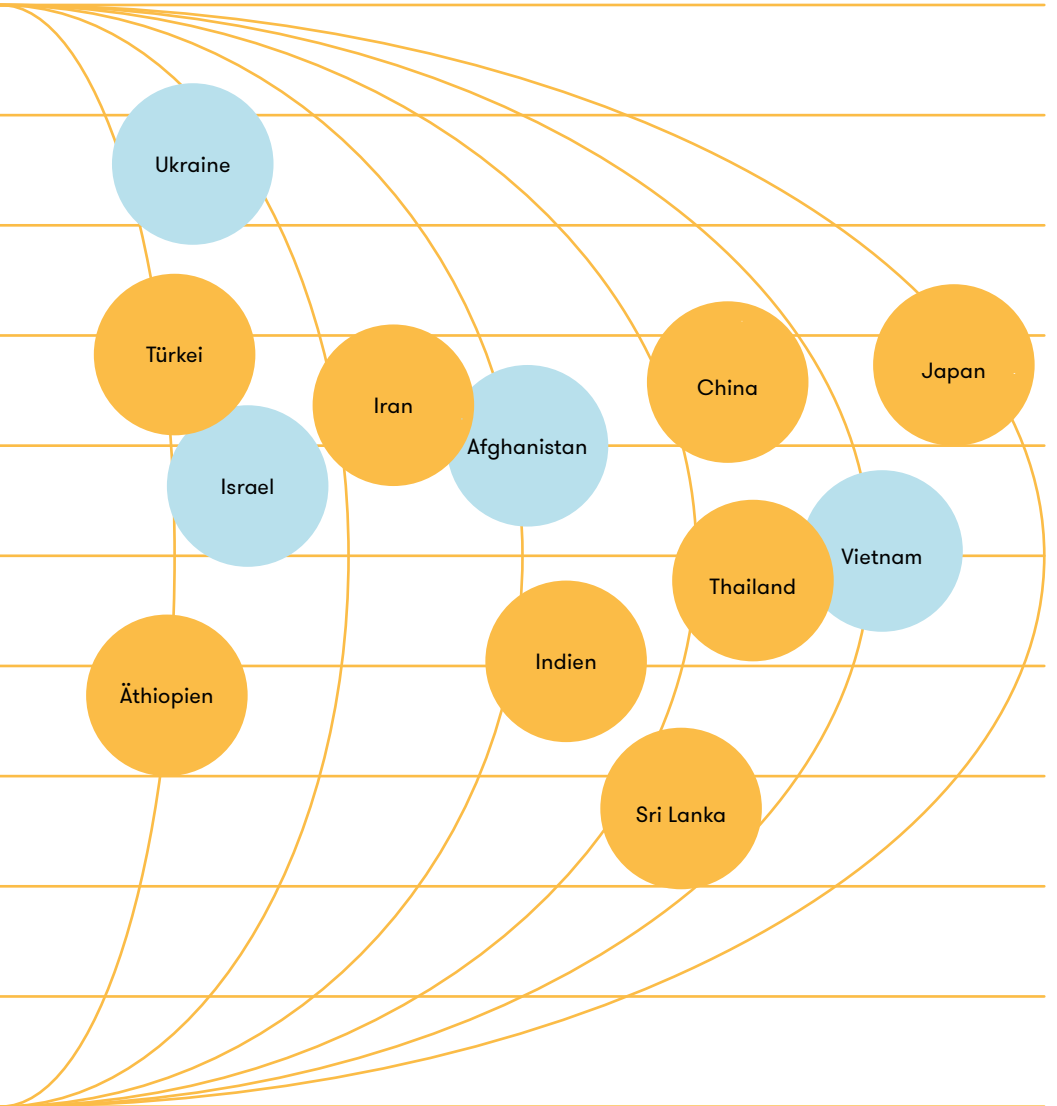 Ukraine
Türkei
Japan
China
Iran
Afghanistan
Israel
Vietnam
Thailand
Indien
Äthiopien
Sri Lanka